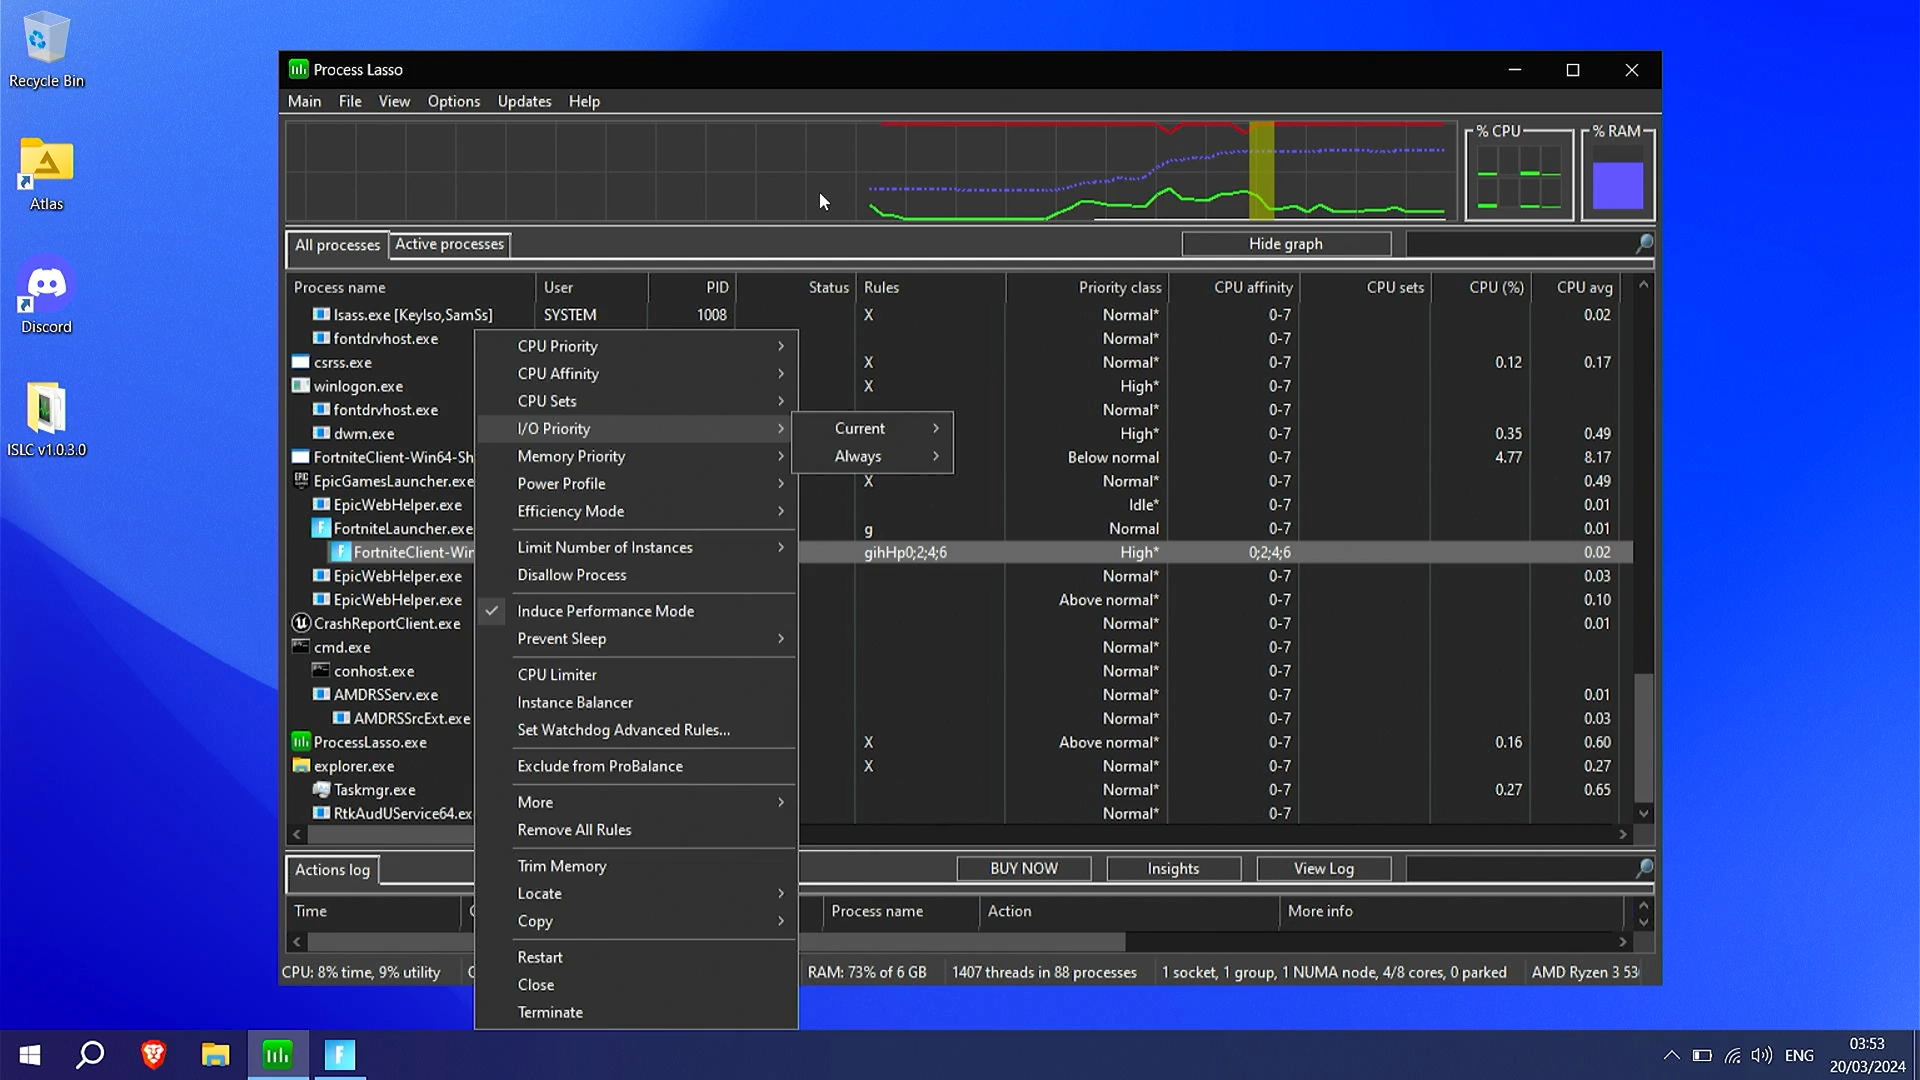 Recycle Bin
Atlas
Discord
ISLC v1.0.3.0
Process Lasso
Main File View Options Updates Help
% CPU % RAM
All processes Active processes Hide graph
Process name User PID Status Rules Priority class CPU affinity CPU sets CPU (%) CPU avg
lsass.exe [KeyIso,SamSs] SYSTEM 1008 X Normal* 0-7 0.02
fontdrvhost.exe Normal* 0-7
csrss.exe X Normal* 0-7 0.12 0.17
winlogon.exe X High* 0-7
fontdrvhost.exe Normal* 0-7
dwm.exe High* 0-7 0.35 0.49
FortniteClient-Win64-Sh Below normal 0-7 4.77 8.17
EpicGamesLauncher.exe X Normal* 0-7 0.49
EpicWebHelper.exe Idle* 0-7 0.01
FortniteLauncher.exe g Normal 0-7 0.01
FortniteClient-Win gihHp0;2;4;6 High* 0;2;4;6 0.02
EpicWebHelper.exe Normal* 0-7 0.03
EpicWebHelper.exe Above normal* 0-7 0.10
CrashReportClient.exe Normal* 0-7 0.01
cmd.exe Normal* 0-7
conhost.exe Normal* 0-7
AMDRSServ.exe Normal* 0-7 0.01
AMDRSSrcExt.exe Normal* 0-7 0.03
ProcessLasso.exe X Above normal* 0-7 0.16 0.60
explorer.exe X Normal* 0-7 0.27
Taskmgr.exe Normal* 0-7 0.27 0.65
RtkAudUService64.ex Normal* 0-7
CPU Priority
CPU Affinity
CPU Sets
I/O Priority
Memory Priority
Power Profile
Efficiency Mode
Limit Number of Instances
Disallow Process
Induce Performance Mode
Prevent Sleep
CPU Limiter
Instance Balancer
Set Watchdog Advanced Rules...
Exclude from ProBalance
More
Remove All Rules
Trim Memory
Locate
Copy
Restart
Close
Terminate
Current
Always
Actions log BUY NOW Insights View Log
Time Process name Action More info
CPU: 8% time, 9% utility RAM: 73% of 6 GB 1407 threads in 88 processes 1 socket, 1 group, 1 NUMA node, 4/8 cores, 0 parked AMD Ryzen 3 53
ENG
03:53
20/03/2024